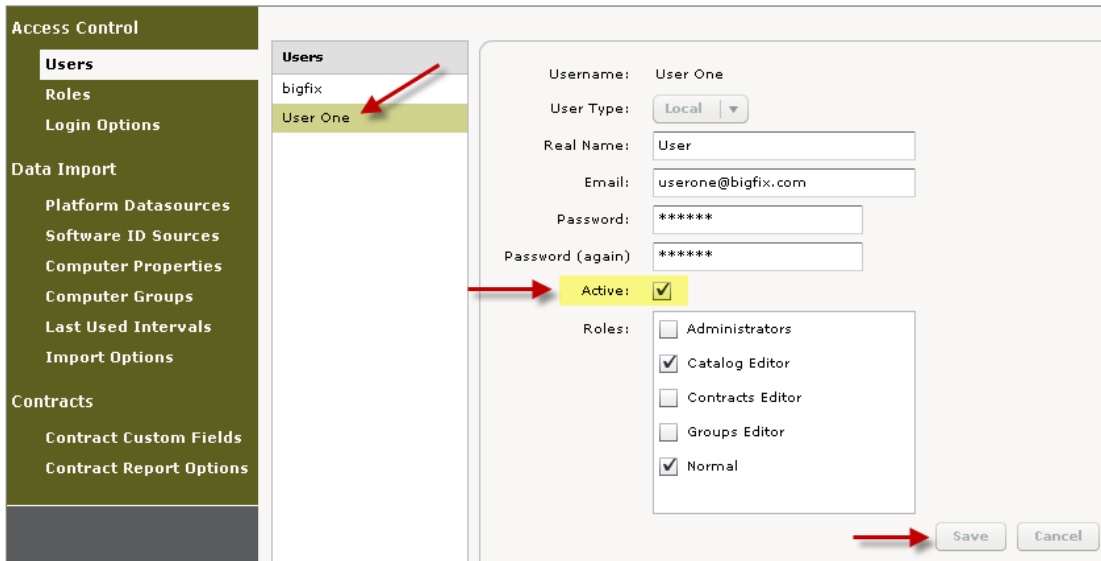 Access Control
Users
Roles
Login Options
Data Import
Platform Datasources
Software ID Sources
Computer Properties
Computer Groups
Last Used Intervals
Import Options
Contracts
Contract Custom Fields
Contract Report Options
Users
bigfix
User One
Username: User One
User Type: Local
Real Name: User
Email: userone@bigfix.com
Password: ******
Password (again) ******
Active:
Roles:
Administrators
Catalog Editor
Contracts Editor
Groups Editor
Normal
Save Cancel